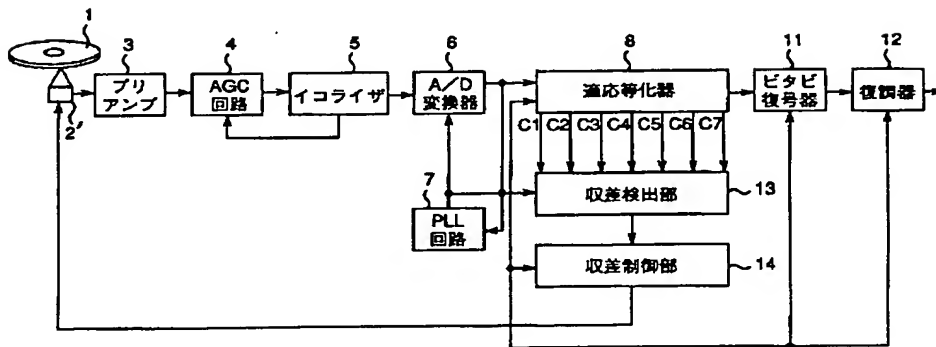 1
2'
3
プリ
アンプ
4
AGC
回路
5
イコライザ
6
A/D
変換器
7
PLL
回路
8
適応等化器
C1 C2 C3 C4 C5 C6 C7
11
ビタビ
復号器
12
復調器
収差検出部
13
収差制御部
14